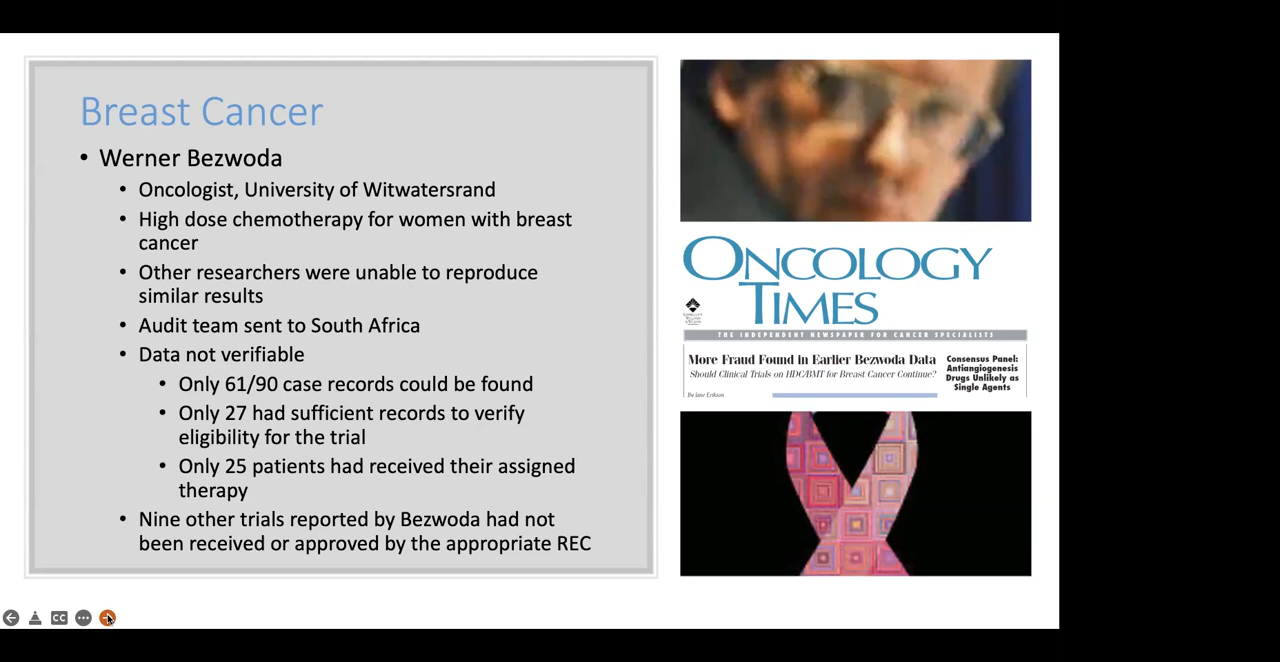 Breast Cancer
• Werner Bezwoda
• Oncologist, University of Witwatersrand
• High dose chemotherapy for women with breast
cancer
• Other researchers were unable to reproduce
similar results
• Audit team sent to South Africa
• Data not verifiable
• Only 61/90 case records could be found
• Only 27 had sufficient records to verify
eligibility for the trial
• Only 25 patients had received their assigned
therapy
• Nine other trials reported by Bezwoda had not
been received or approved by the appropriate REC
ONCOLOGY
TIMES
THE INDEPENDENT NEWSPAPER FOR CANCER SPECIALISTS
More Fraud Found in Earlier Bezwoda Data
Should Clinical Trials on HDC/BMT for Breast Cancer Continue?
By Jane Erikson
Consensus Panel:
Antiangiogenesis
Drugs Unlikely as
Single Agents
CC